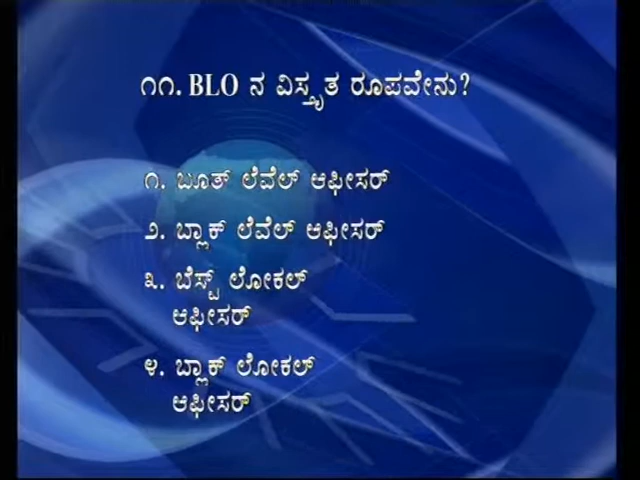 ೧೧. BLO ನ ವಿಸ್ತೃತ ರೂಪವೇನು?
೧. ಬೂತ್ ಲೆವೆಲ್ ಆಫೀಸರ್
೨. ಬ್ಲಾಕ್ ಲೆವೆಲ್ ಆಫೀಸರ್
೩. ಬೆಸ್ಟ್ ಲೋಕಲ್
ಆಫೀಸರ್
೪. ಬ್ಲಾಕ್ ಲೋಕಲ್
ಆಫೀಸರ್